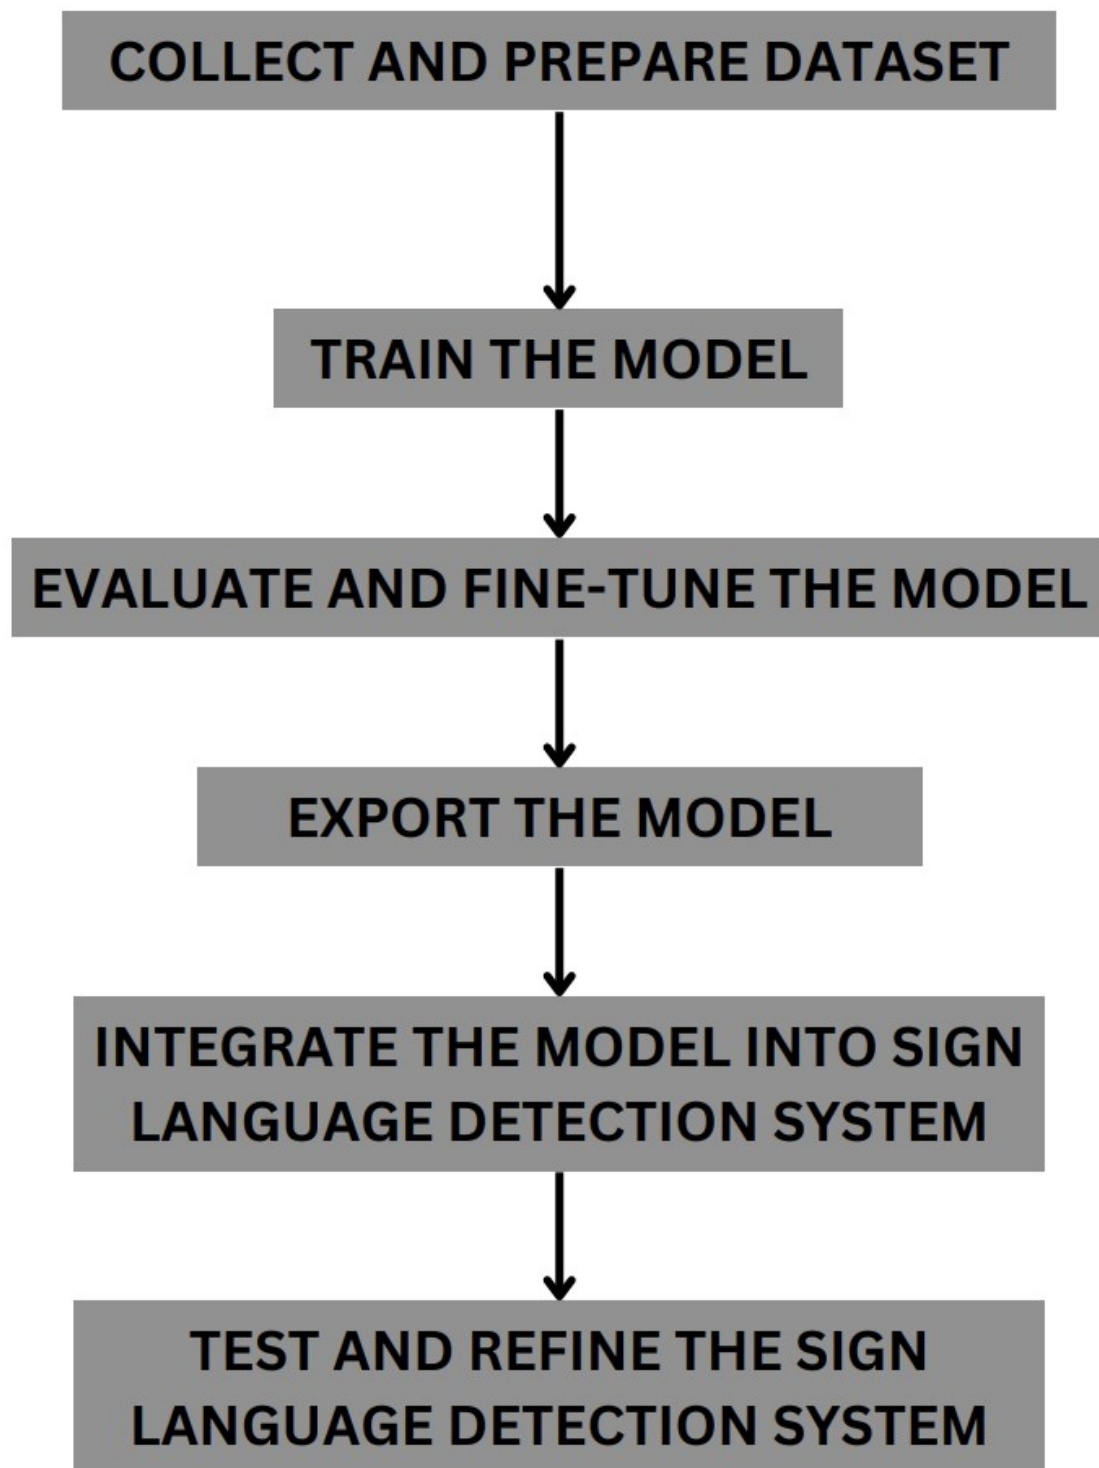 COLLECT AND PREPARE DATASET
TRAIN THE MODEL
EVALUATE AND FINE-TUNE THE MODEL
EXPORT THE MODEL
INTEGRATE THE MODEL INTO SIGN
LANGUAGE DETECTION SYSTEM
TEST AND REFINE THE SIGN
LANGUAGE DETECTION SYSTEM